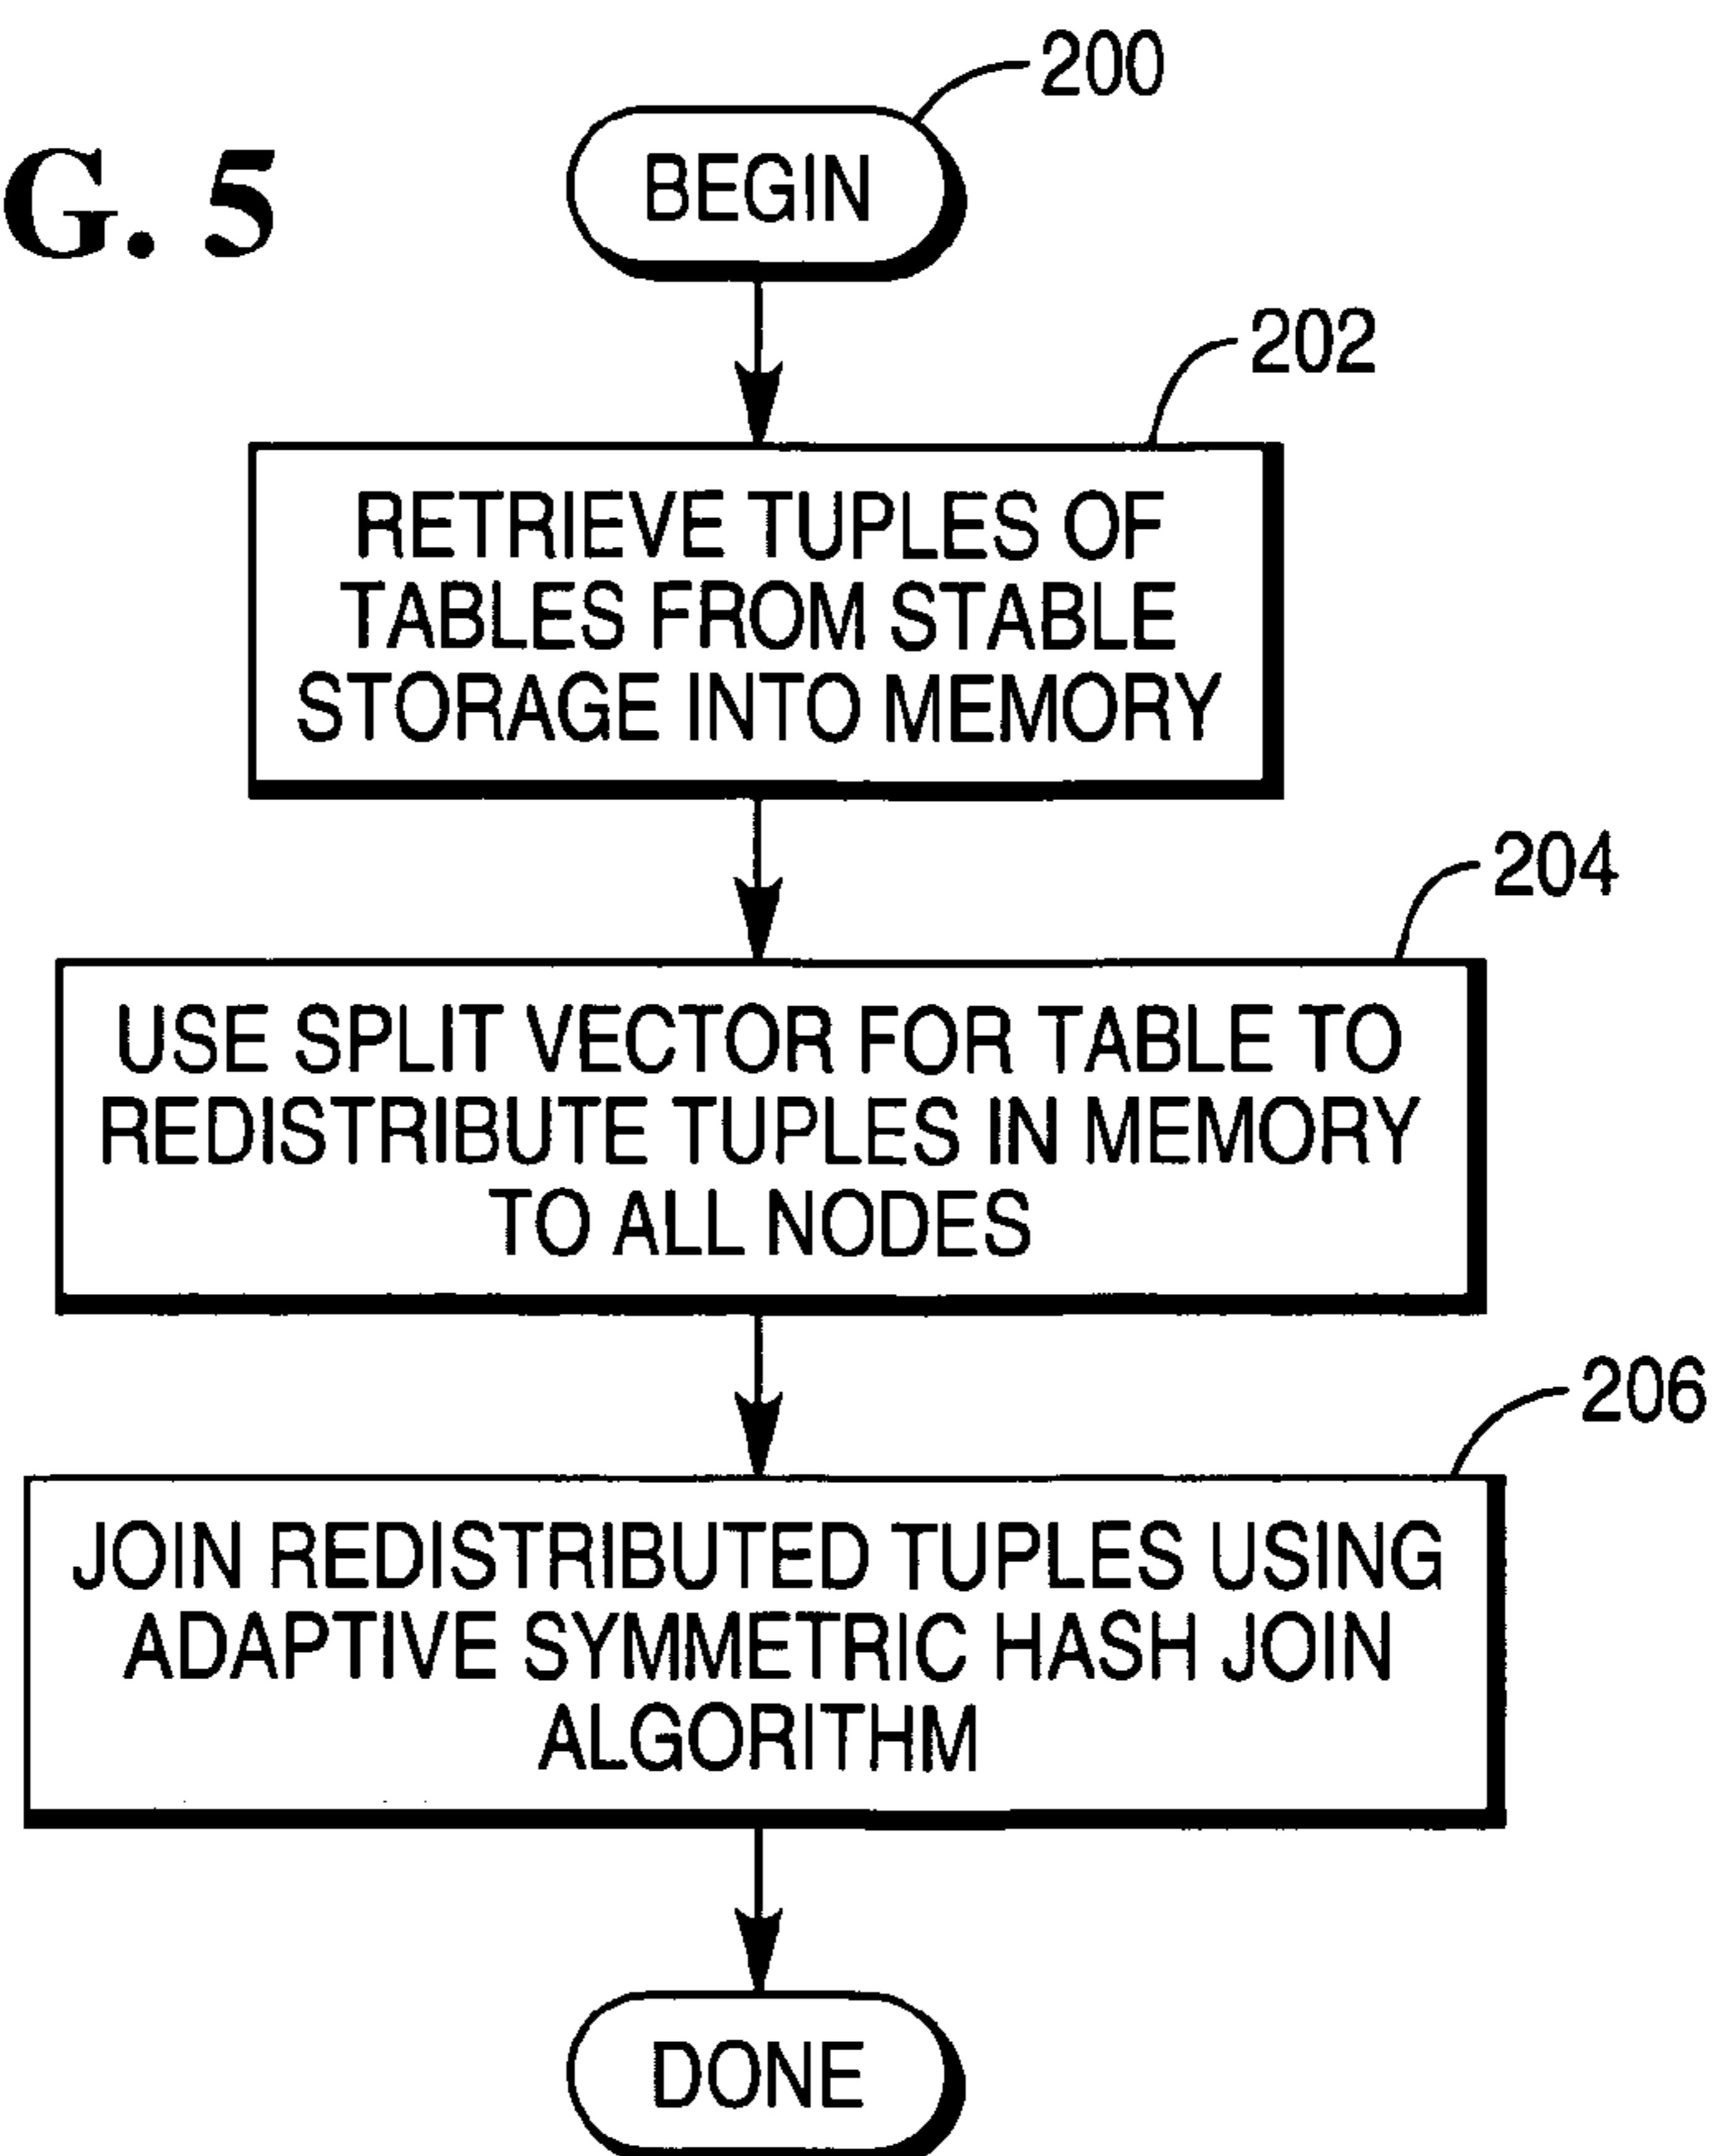 200
G. 5
BEGIN
202
RETRIEVE TUPLES OF
TABLES FROM STABLE
STORAGE INTO MEMORY
204
USE SPLIT VECTOR FOR TABLE TO
REDISTRIBUTE TUPLES IN MEMORY
TO ALL NODES
206
JOIN REDISTRIBUTED TUPLES USING
ADAPTIVE SYMMETRIC HASH JOIN
ALGORITHM
DONE